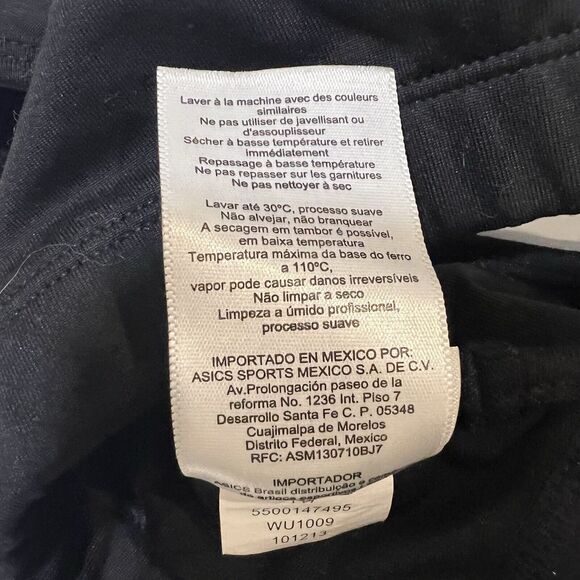 Laver à la machine avec des couleurs
similaires
Ne pas utiliser de javellisant ou
d'assouplisseur
Sécher à basse température et retirer
immédiatement
Repassage à basse température
Ne pas repasser sur les garnitures
Ne pas nettoyer à sec
Lavar até 30ºC, processo suave
Não alvejar, não branquear
A secagem em tambor é possível,
em baixa temperatura
Temperatura máxima da base do ferro
a 110ºC,
vapor pode causar danos irreversíveis
Não limpar a seco
Limpeza a úmido profissional,
processo suave
IMPORTADO EN MEXICO POR:
ASICS SPORTS MEXICO S.A. DE C.V.
Av.Prolongación paseo de la
reforma No. 1236 Int. Piso 7
Desarrollo Santa Fe C. P. 05348
Cuajimalpa de Morelos
Distrito Federal, Mexico
RFC: ASM130710BJ7
IMPORTADOR
ASICS Brasil distribuição e
de artigos esportivos
5500147495
WU1009
101213